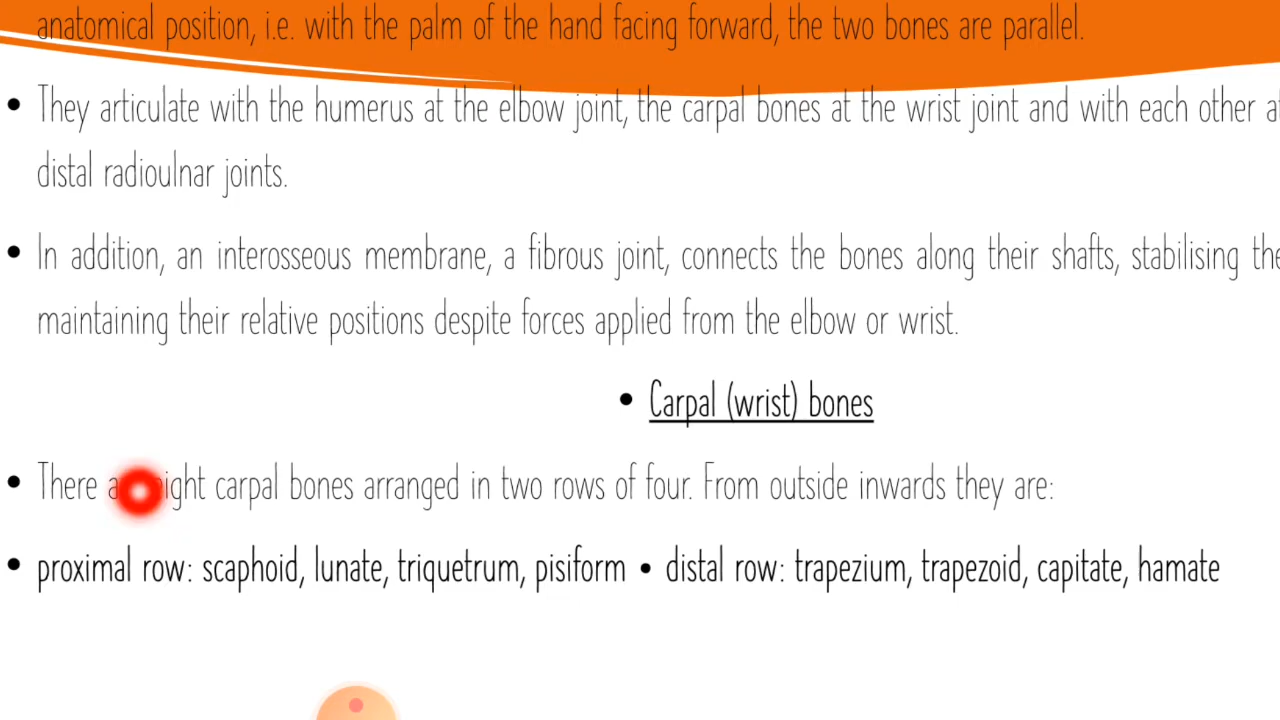 anatomical position, i.e. with the palm of the hand facing forward, the two bones are parallel.
• They articulate with the humerus at the elbow joint, the carpal bones at the wrist joint and with each other
distal radioulnar joints.
• In addition, an interosseous membrane, a fibrous joint, connects the bones along their shafts, stabilising
maintaining their relative positions despite forces applied from the elbow or wrist.
• Carpal (wrist) bones
• There carpal bones arranged in two rows of four. From outside inwards they are:
• proximal row: scaphoid, lunate, triquetrum, pisiform • distal row: trapezium, trapezoid, capitate, hamate